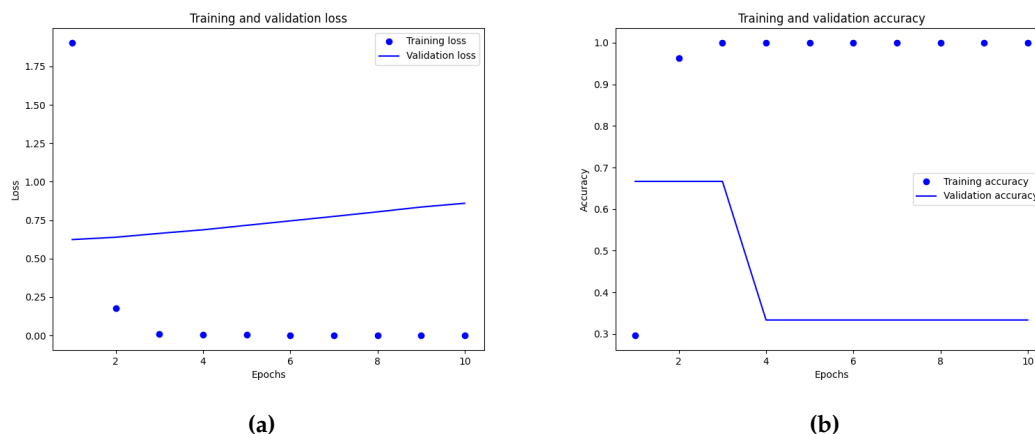 Training and validation loss
Training loss
Validation loss
1.75
1.50
1.25
1.00
0.75
0.50
0.25
0.00
Loss
2
4
6
8
10
Epochs
(a)
Training and validation accuracy
1.0
0.9
0.8
0.7
0.6
0.5
0.4
0.3
Accuracy
Training accuracy
Validation accuracy
2
4
6
8
10
Epochs
(b)